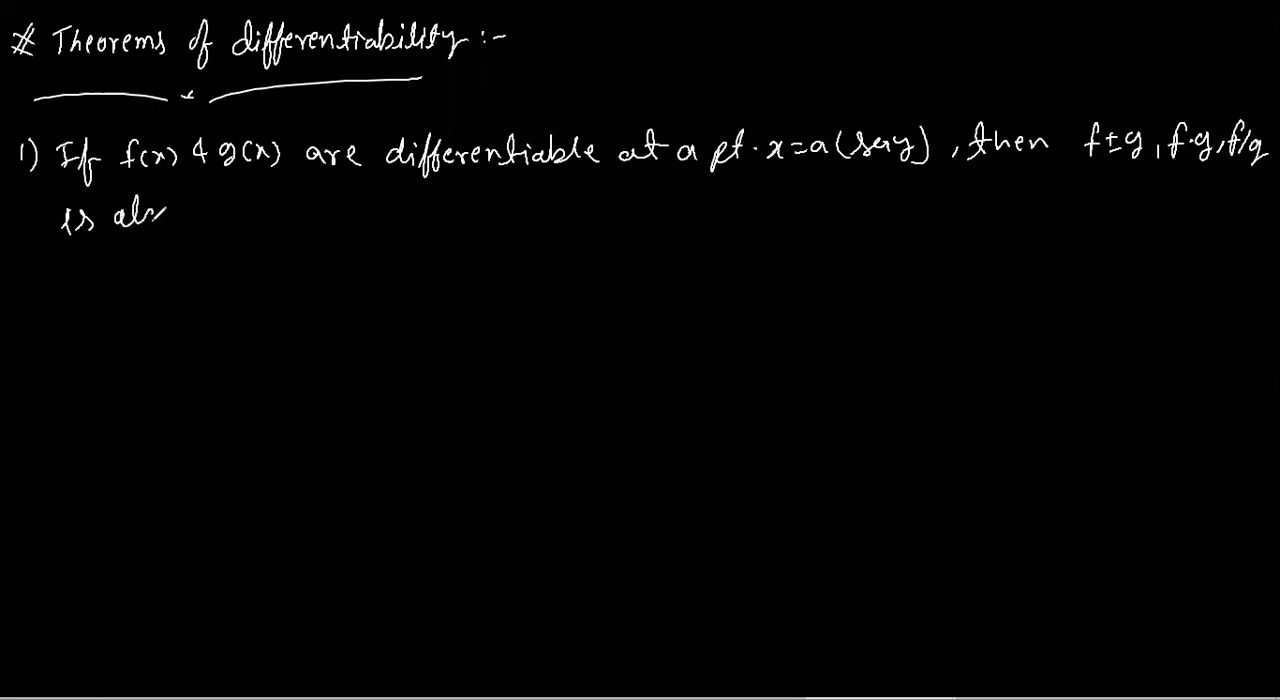 # Theorems of differentiability :-
1) If f(x) & g(x) are differentiable at a pt. x=a (say), then f±g, f·g, f/g
is als